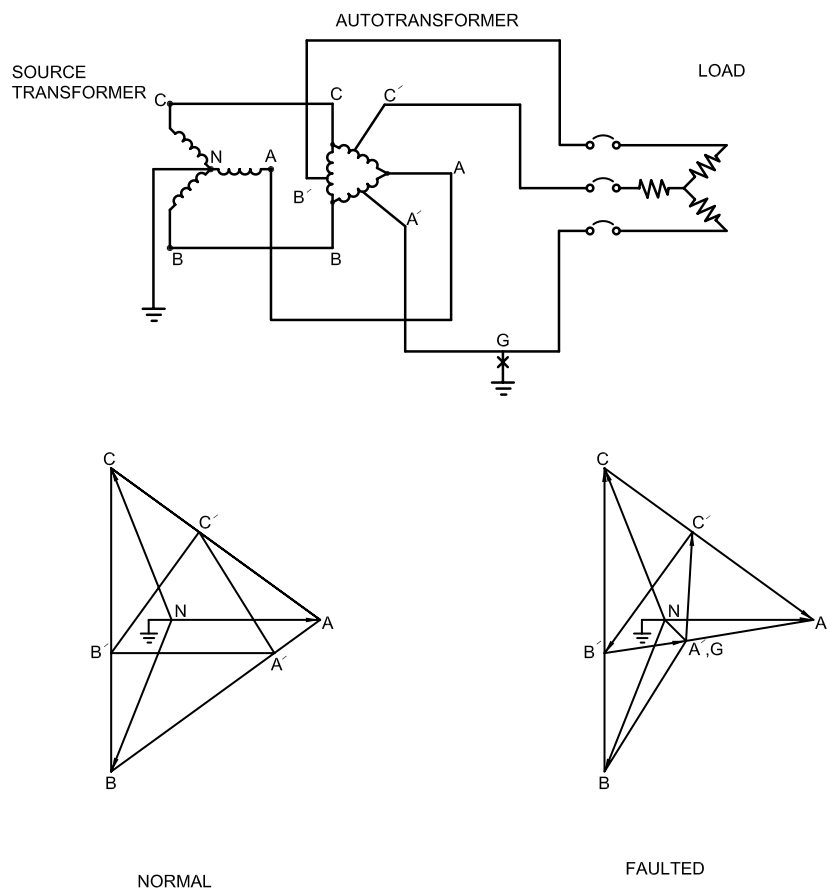 AUTOTRANSFORMER
SOURCE
TRANSFORMER
LOAD
C
C
C´
N
A
A
B´
A´
B
B
G
C
C´
N
A
B´
A´
B
NORMAL
C
C´
N
A
B´
A´,G
B
FAULTED